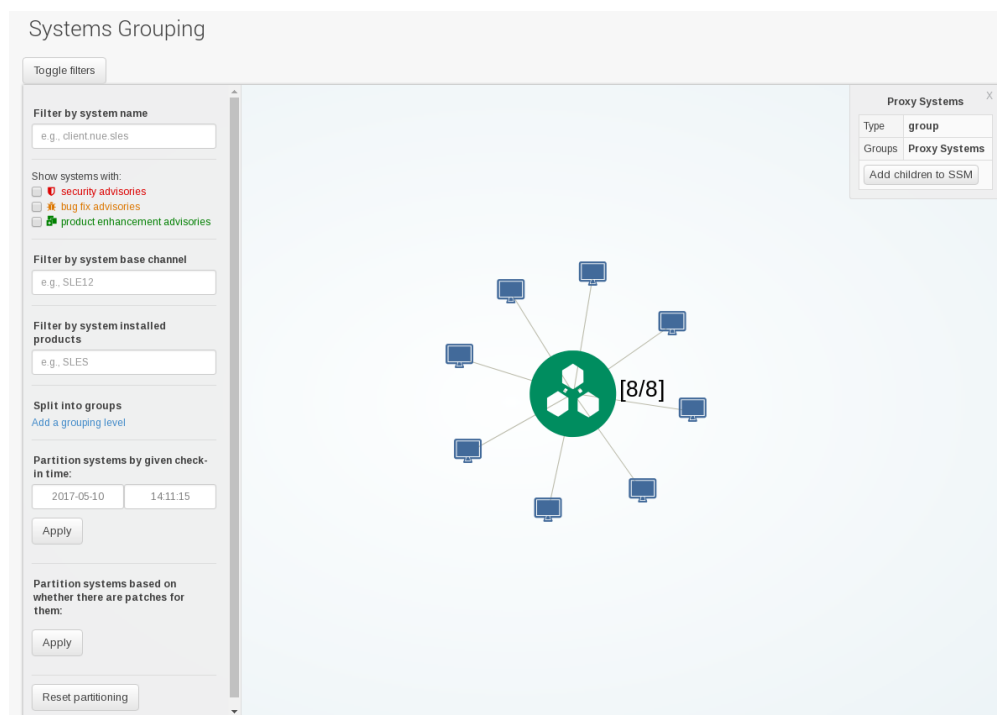 Systems Grouping
Toggle filters
Filter by system name
e.g., client.nue.sles
Show systems with:
security advisories
bug fix advisories
product enhancement advisories
Filter by system base channel
e.g., SLE12
Filter by system installed
products
e.g., SLES
Split into groups
Add a grouping level
Partition systems by given check-
in time:
2017-05-10 14:11:15
Apply
Partition systems based on
whether there are patches for
them:
Apply
Reset partitioning
[8/8]
X
Proxy Systems
Type group
Groups Proxy Systems
Add children to SSM